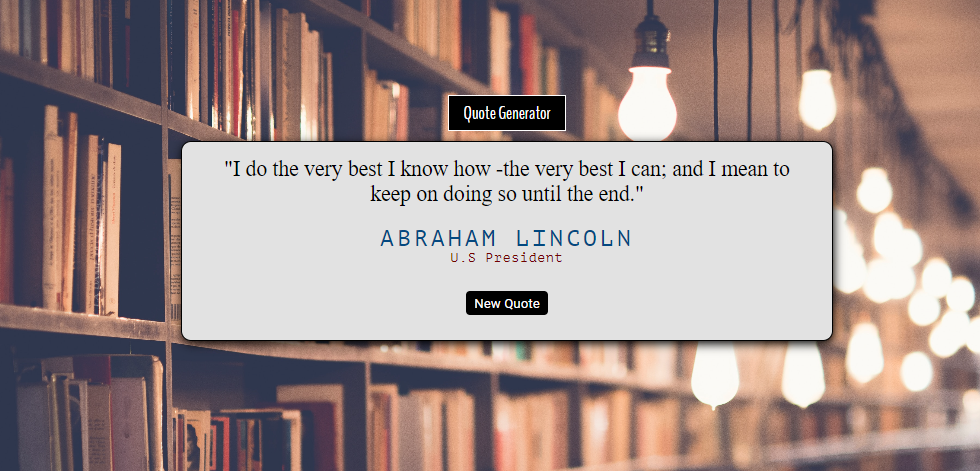 Quote Generator
"I do the very best I know how -the very best I can; and I mean to
keep on doing so until the end."
ABRAHAM LINCOLN
U.S President
New Quote